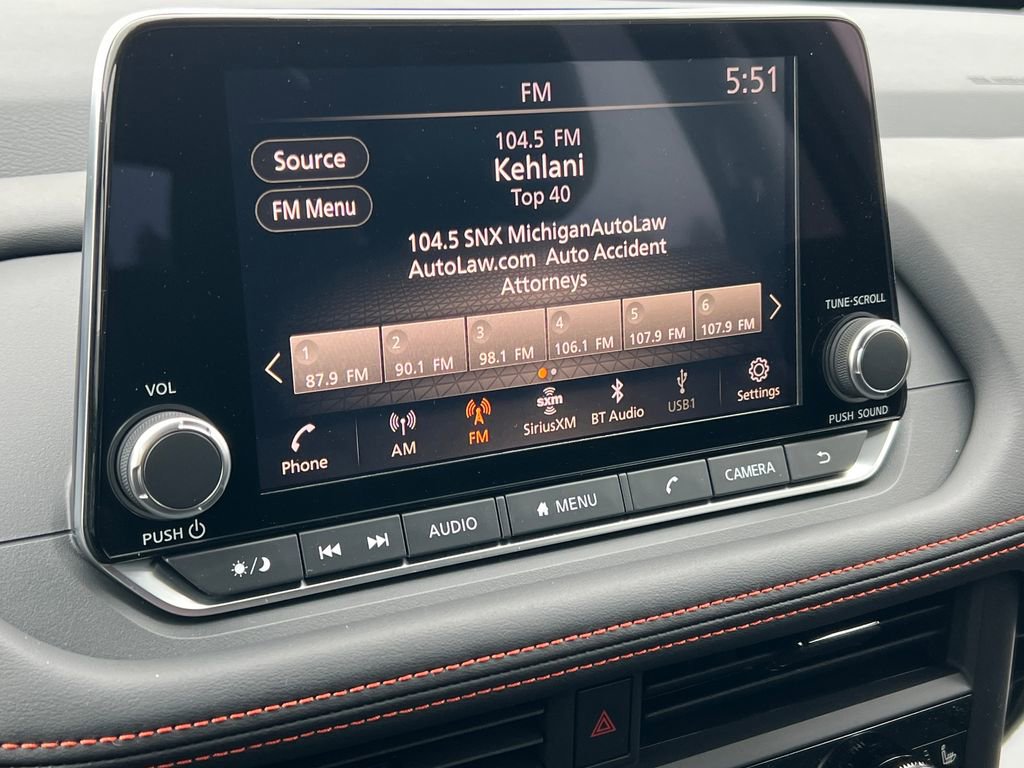 FM
5:51
104.5 FM
Kehlani
Top 40
Source
FM Menu
104.5 SNX MichiganAutoLaw
AutoLaw.com Auto Accident
Attorneys
1
87.9 FM
2
90.1 FM
3
98.1 FM
4
106.1 FM
5
107.9 FM
6
107.9 FM
Phone
AM
FM
sxm
SiriusXM
BT Audio
USB1
Settings
VOL
PUSH
TUNE·SCROLL
PUSH SOUND
AUDIO
MENU
CAMERA